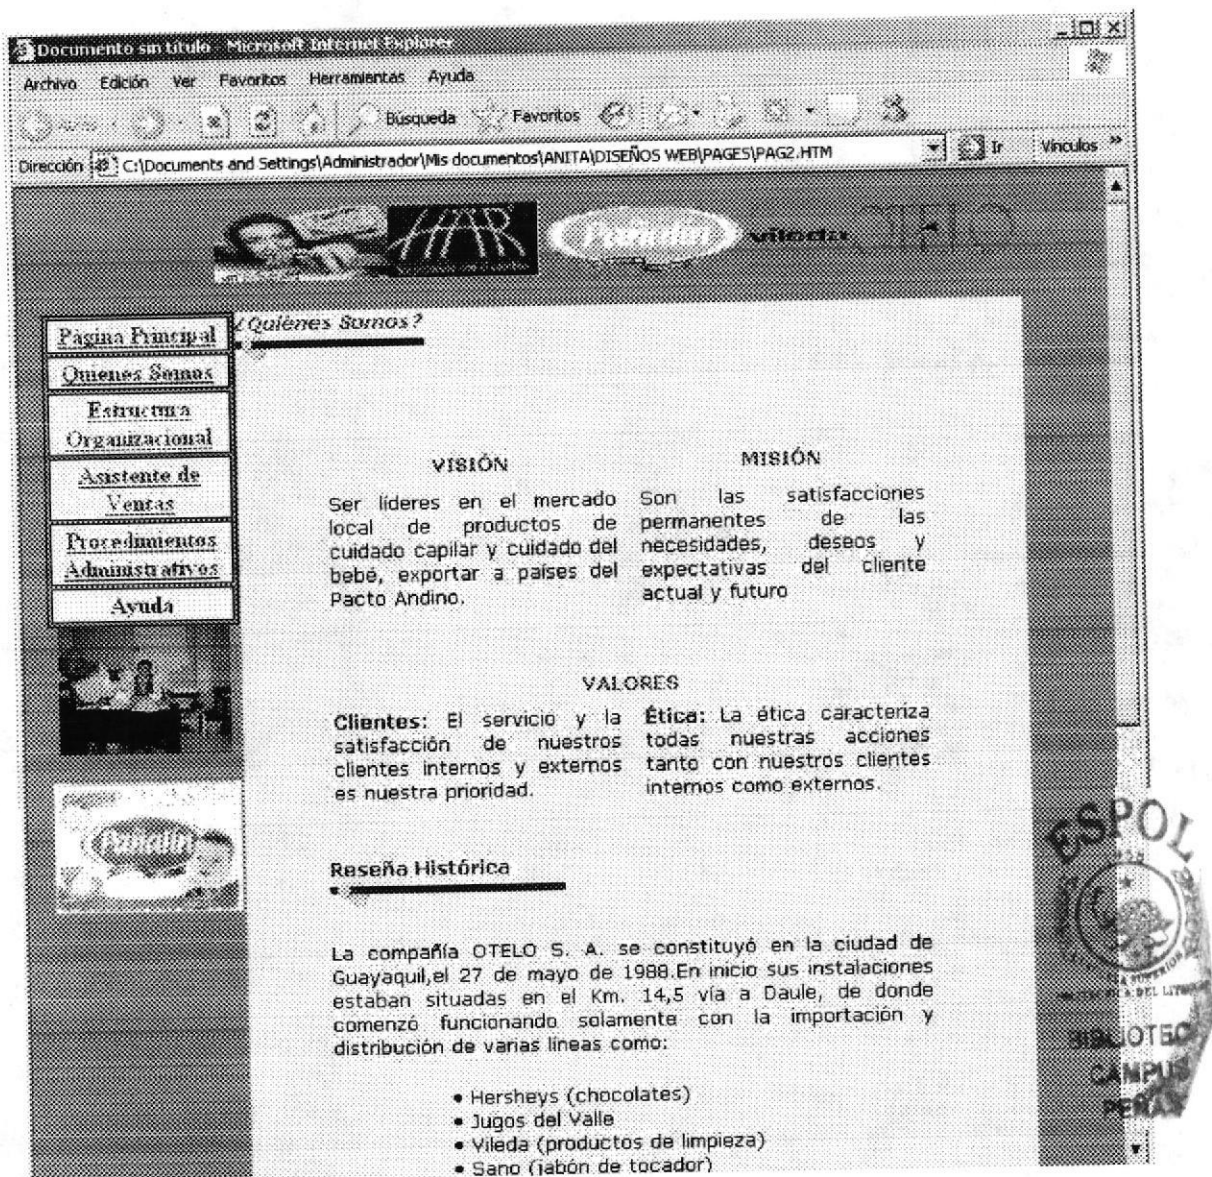 Documento sin título - Microsoft Internet Explorer
Archivo Edición Ver Favoritos Herramientas Ayuda
Atrás Búsqueda Favoritos
Dirección C:\Documents and Settings\Administrador\Mis documentos\ANITA\DISEÑOS WEB\PAGES\PAG2.HTM Ir Vínculos »
HAR Pañalin vileda
Página Principal
Quienes Somos
Estructura
Organizacional
Asistente de
Ventas
Procedimientos
Administrativos
Ayuda
Pañalin
¿Quiénes Somos?
VISIÓN
Ser líderes en el mercado
local de productos de
cuidado capilar y cuidado del
bebé, exportar a países del
Pacto Andino.
MISIÓN
Son las satisfacciones
permanentes de las
necesidades, deseos y
expectativas del cliente
actual y futuro
VALORES
Clientes: El servicio y la
satisfacción de nuestros
clientes internos y externos
es nuestra prioridad.
Ética: La ética caracteriza
todas nuestras acciones
tanto con nuestros clientes
internos como externos.
Reseña Histórica
La compañía OTELO S. A. se constituyó en la ciudad de
Guayaquil,el 27 de mayo de 1988.En inicio sus instalaciones
estaban situadas en el Km. 14,5 vía a Daule, de donde
comenzó funcionando solamente con la importación y
distribución de varias líneas como:
• Hersheys (chocolates)
• Jugos del Valle
• Vileda (productos de limpieza)
• Sano (jabón de tocador)
ESPOL
BIBLIOTEC
CAMPUS
PEÑAS